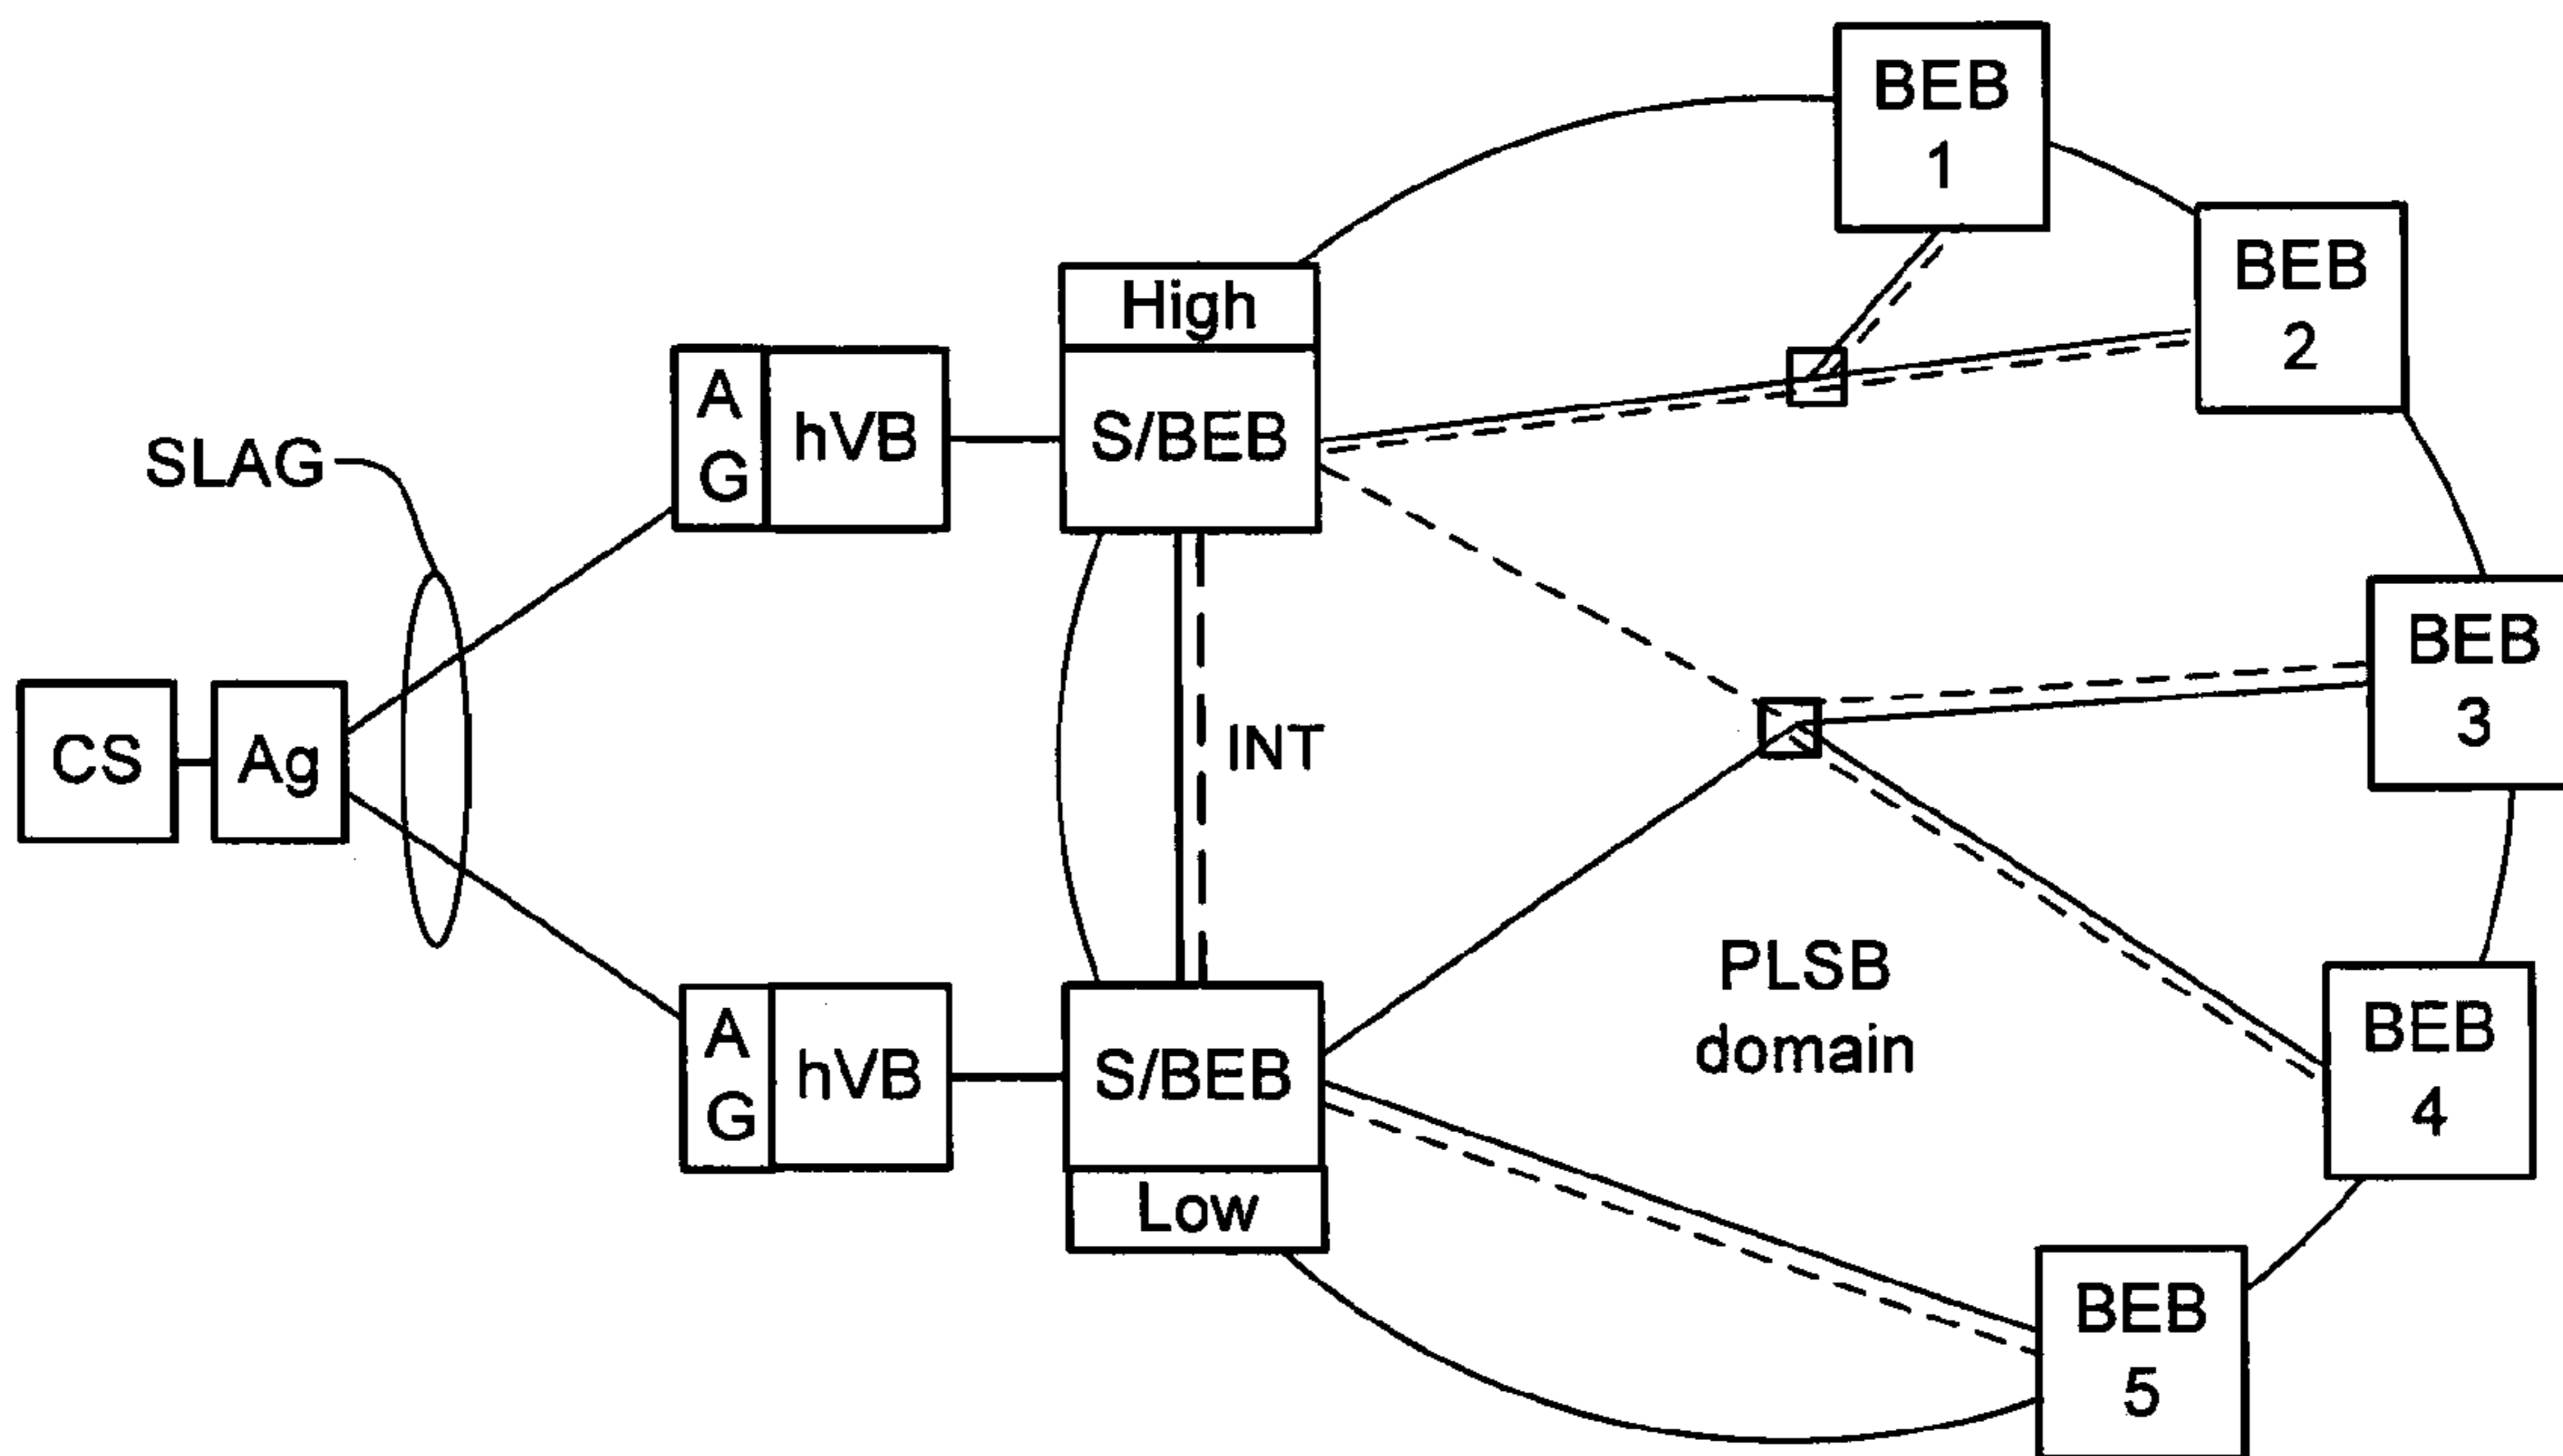 BEB
1
BEB
2
High
A
G
hVB
S/BEB
SLAG
BEB
3
CS
Ag
INT
PLSB
domain
BEB
4
A
G
hVB
S/BEB
Low
BEB
5